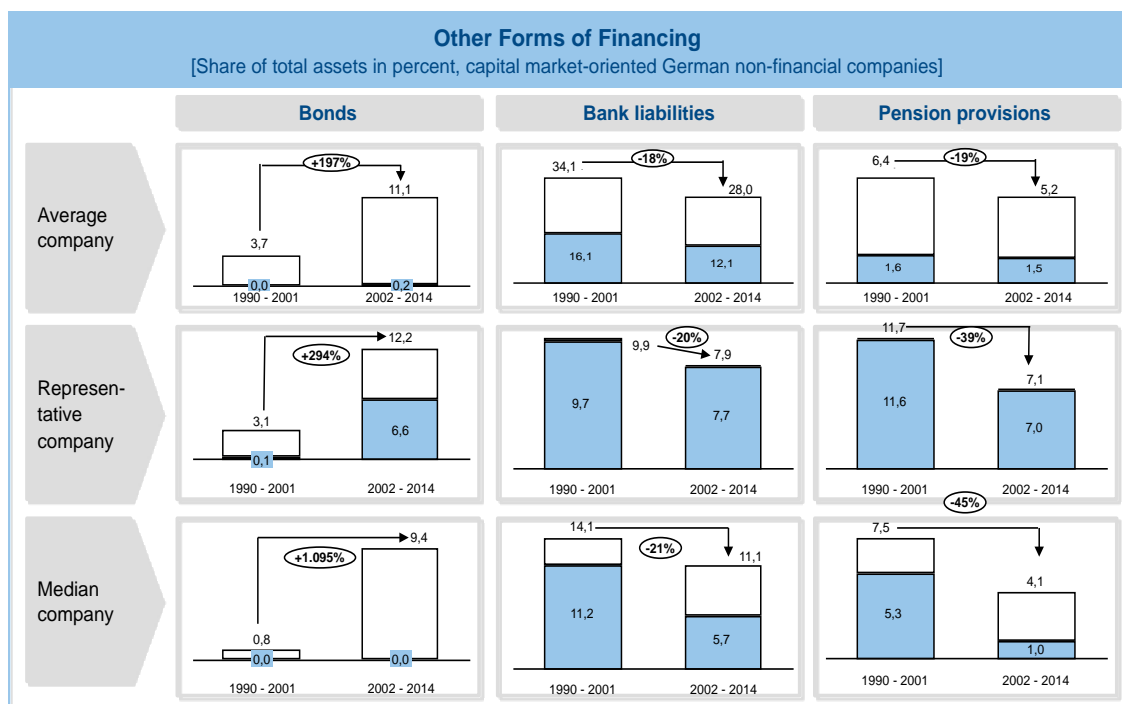 Other Forms of Financing
[Share of total assets in percent, capital market-oriented German non-financial companies]
Bonds
Bank liabilities
Pension provisions
Average
company
+197%
3,7
11,1
0,0
0,2
1990 - 2001
2002 - 2014
-18%
34,1
28,0
16,1
12,1
1990 - 2001
2002 - 2014
-19%
6,4
5,2
1,6
1,5
1990 - 2001
2002 - 2014
Represen-
tative
company
+294%
3,1
12,2
0,1
6,6
1990 - 2001
2002 - 2014
-20%
9,9
7,9
9,7
7,7
1990 - 2001
2002 - 2014
11,7
-39%
7,1
11,6
7,0
1990 - 2001
2002 - 2014
Median
company
+1.095%
0,8
9,4
0,0
0,0
1990 - 2001
2002 - 2014
14,1
-21%
11,1
11,2
5,7
1990 - 2001
2002 - 2014
-45%
7,5
4,1
5,3
1,0
1990 - 2001
2002 - 2014